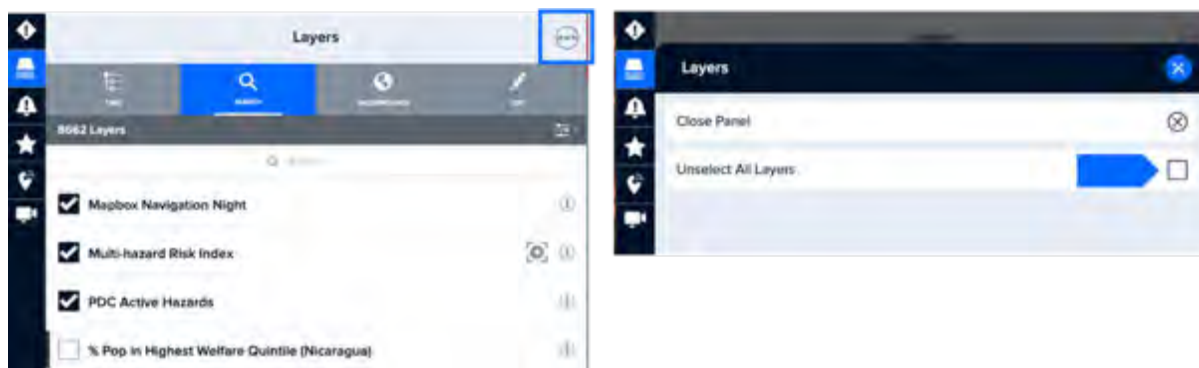 Layers
SEARCH
8662 Layers
Mapbox Navigation Night
Multi-hazard Risk Index
PDC Active Hazards
% Pop in Highest Welfare Quintile (Nicaragua)
Layers
Close Panel
Unselect All Layers